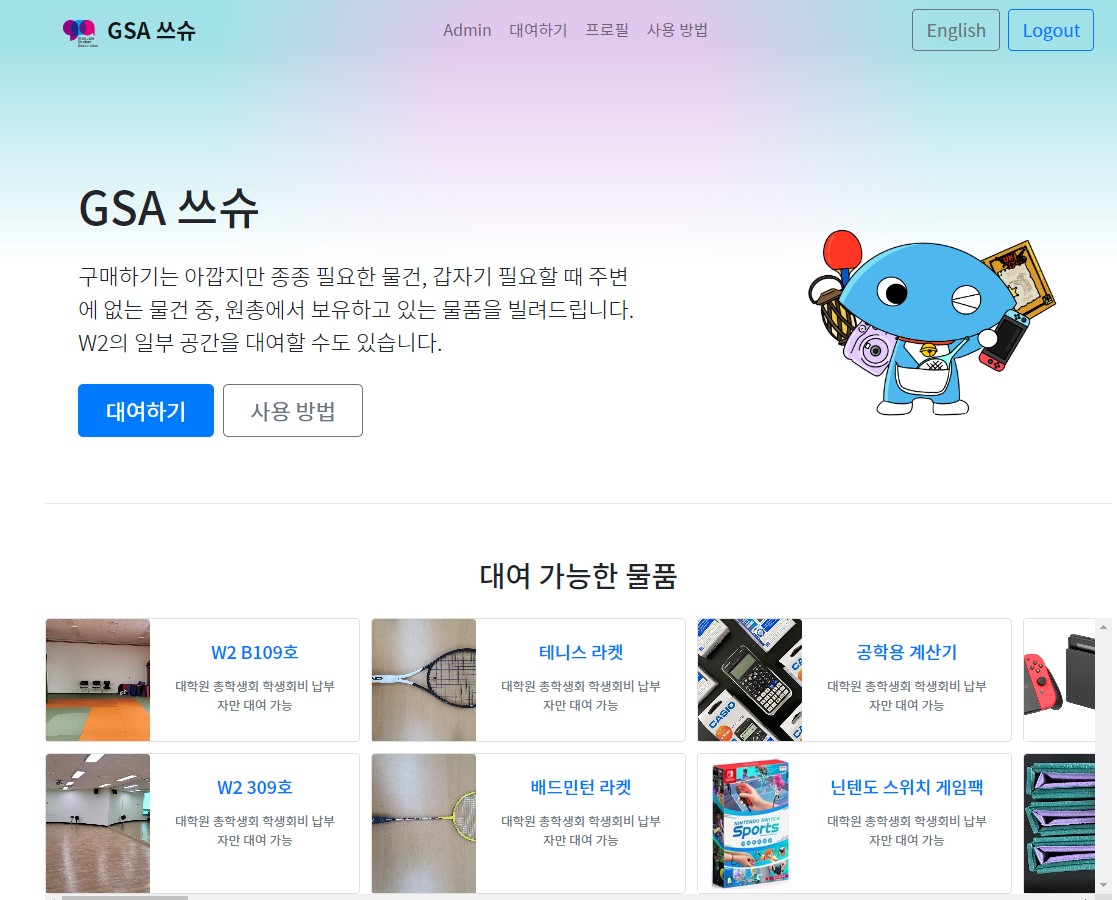 GSA 쓰슈
Admin 대여하기 프로필 사용 방법
English Logout
GSA 쓰슈
구매하기는 아깝지만 종종 필요한 물건, 갑자기 필요할 때 주변
에 없는 물건 중, 원총에서 보유하고 있는 물품을 빌려드립니다.
W2의 일부 공간을 대여할 수도 있습니다.
대여하기 사용 방법
대여 가능한 물품
W2 B109호
대학원 총학생회 학생회비 납부
자만 대여 가능
테니스 라켓
대학원 총학생회 학생회비 납부
자만 대여 가능
CASIO
CASIO
공학용 계산기
대학원 총학생회 학생회비 납부
자만 대여 가능
W2 309호
대학원 총학생회 학생회비 납부
자만 대여 가능
배드민턴 라켓
대학원 총학생회 학생회비 납부
자만 대여 가능
NINTENDO SWITCH
Sports
닌텐도 스위치 게임팩
대학원 총학생회 학생회비 납부
자만 대여 가능